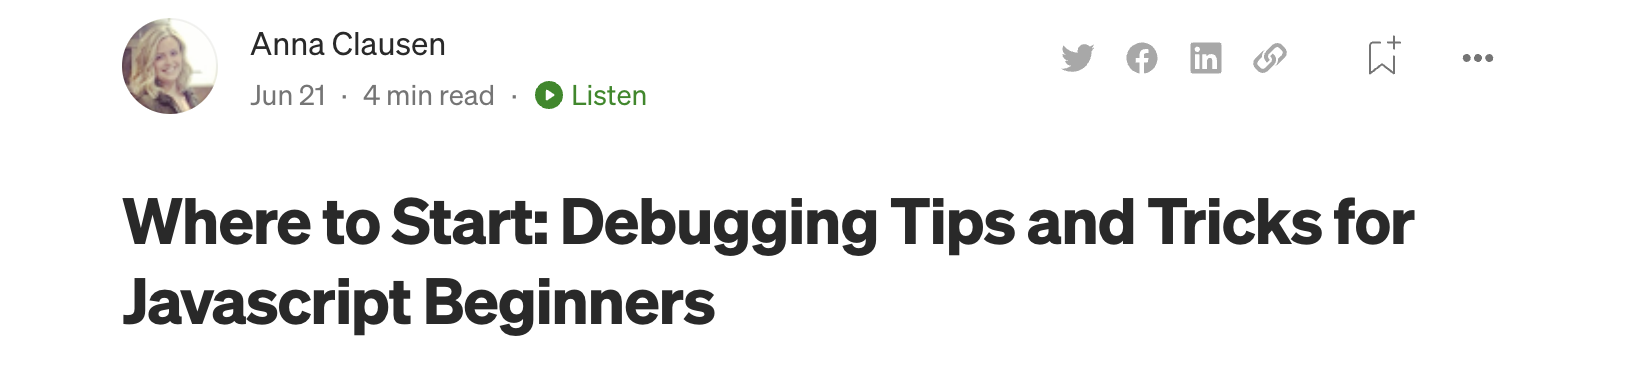 Anna Clausen
Jun 21 · 4 min read · Listen
Where to Start: Debugging Tips and Tricks for
Javascript Beginners